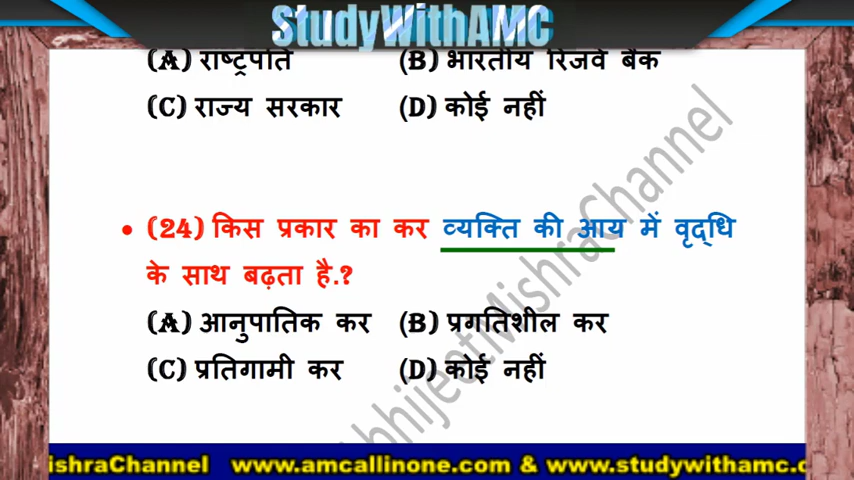 StudyWithAMC
(A) राष्ट्रपति (B) भारतीय रिजर्व बैंक
(C) राज्य सरकार (D) कोई नहीं
• (24) किस प्रकार का कर व्यक्ति की आय में वृद्धि
के साथ बढ़ता है.?
(A) आनुपातिक कर (B) प्रगतिशील कर
(C) प्रतिगामी कर (D) कोई नहीं
bhijeetMishraChannel
ishraChannel www.amcallinone.com & www.studywithamc.c